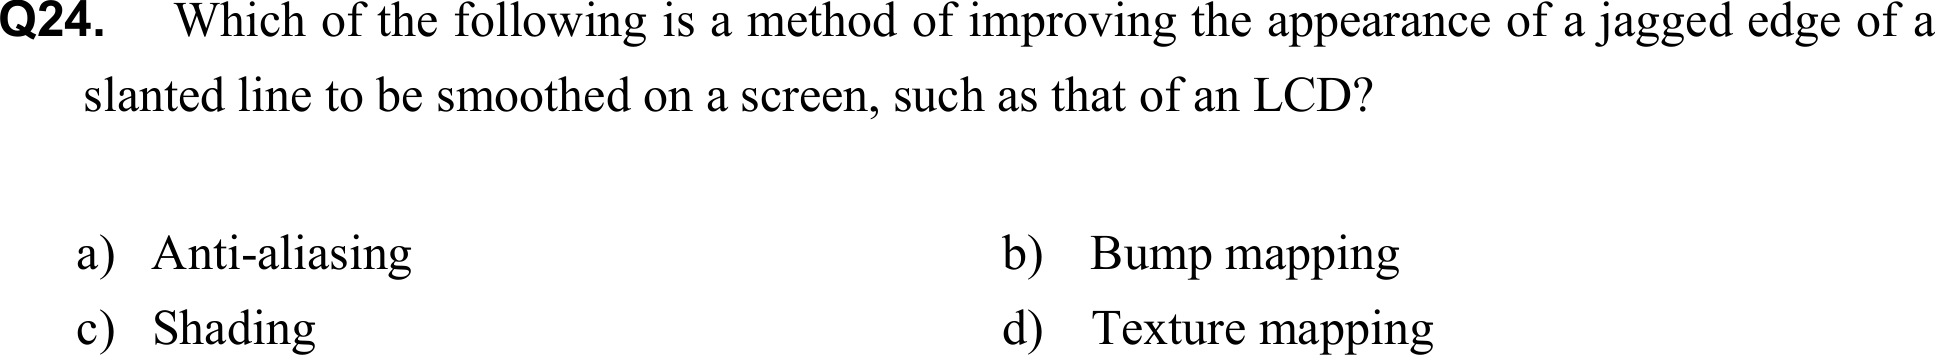 Q24. Which of the following is a method of improving the appearance of a jagged edge of a
slanted line to be smoothed on a screen, such as that of an LCD?
a) Anti-aliasing b) Bump mapping
c) Shading d) Texture mapping